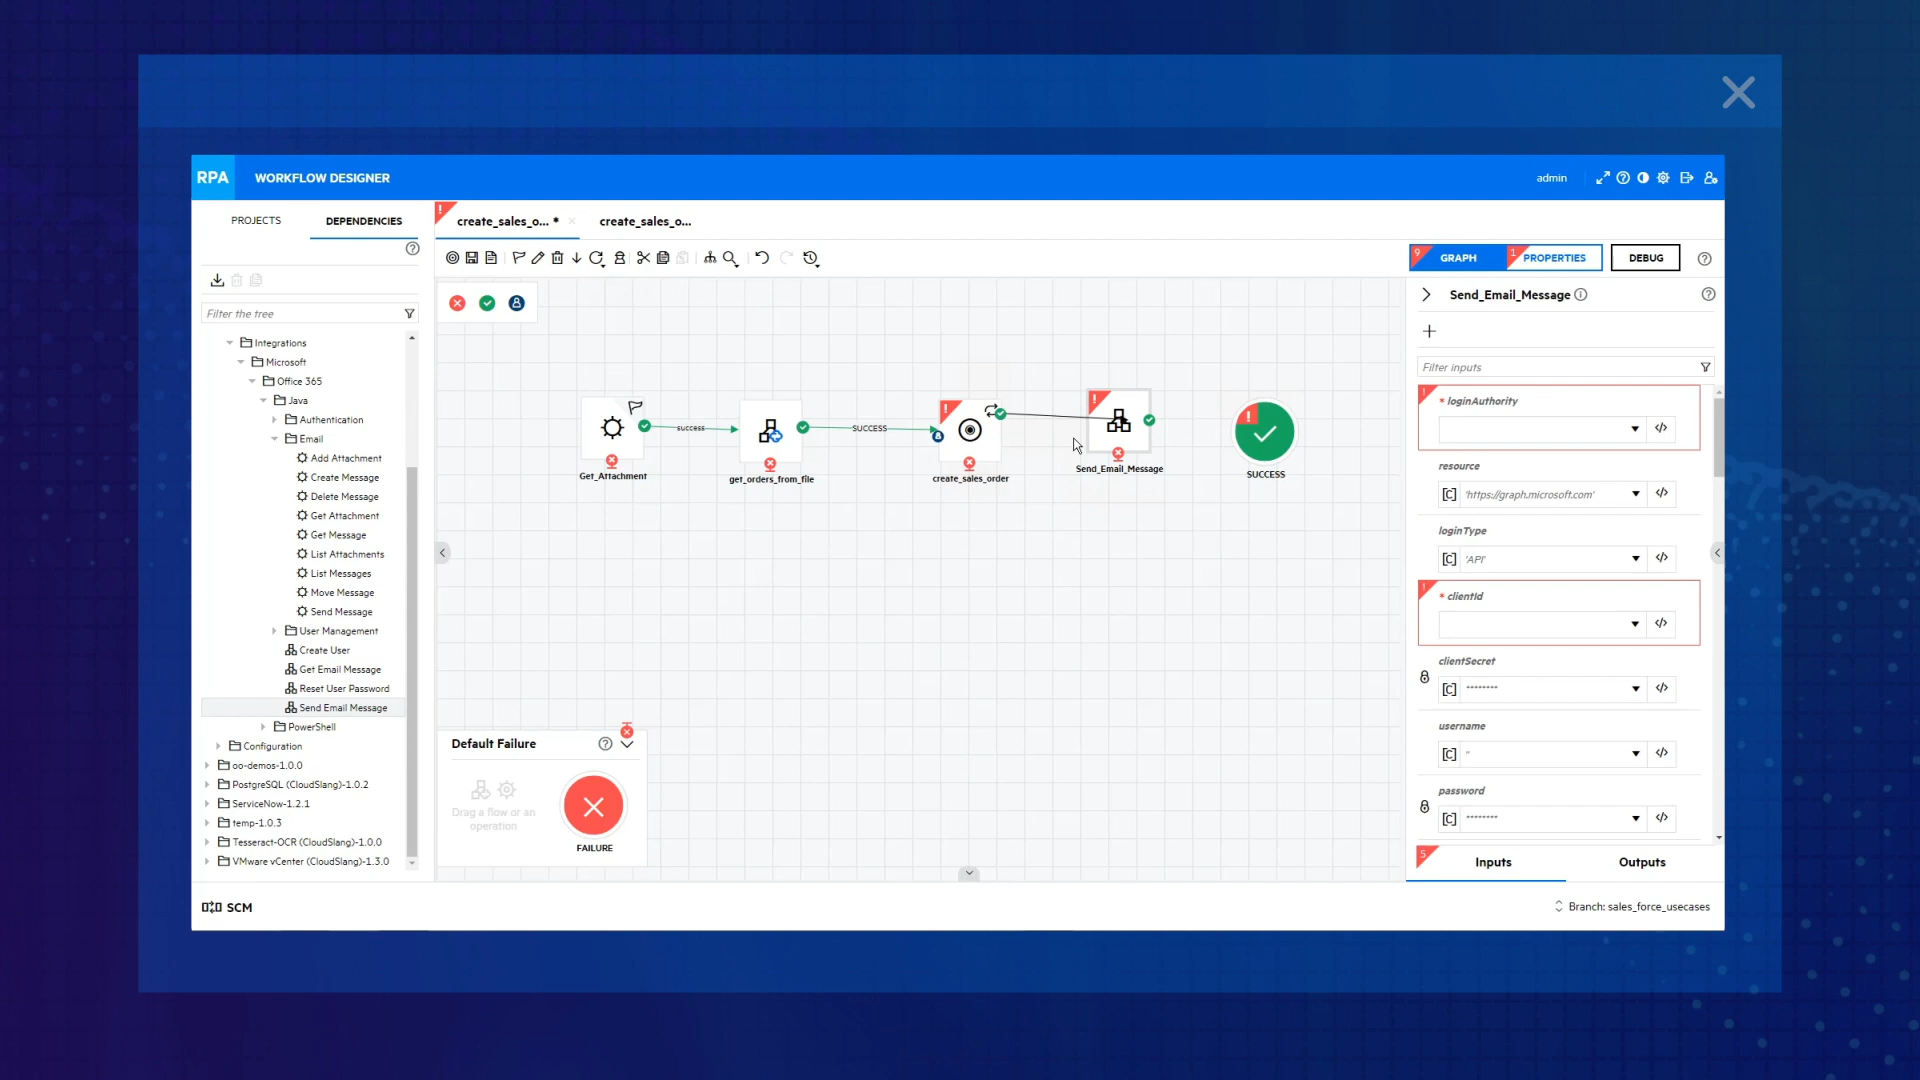 RPA
WORKFLOW DESIGNER
admin
PROJECTS
DEPENDENCIES
create_sales_o... *
create_sales_o...
GRAPH
PROPERTIES
DEBUG
9
1
Filter the tree
Integrations
Microsoft
Office 365
Java
Authentication
Email
Add Attachment
Create Message
Delete Message
Get Attachment
Get Message
List Attachments
List Messages
Move Message
Send Message
User Management
Create User
Get Email Message
Reset User Password
Send Email Message
PowerShell
Configuration
oo-demos-1.0.0
PostgreSQL (CloudSlang)-1.0.2
ServiceNow-1.2.1
temp-1.0.3
Tesseract-OCR (CloudSlang)-1.0.0
VMware vCenter (CloudSlang)-1.3.0
success
SUCCESS
Get_Attachment
get_orders_from_file
create_sales_order
Send_Email_Message
SUCCESS
Default Failure
Drag a flow or an
operation
FAILURE
Send_Email_Message
Filter inputs
* loginAuthority
resource
[C] 'https://graph.microsoft.com'
loginType
[C] 'API'
* clientId
clientSecret
[C] ********
username
[C] ''
password
[C] ********
5
Inputs
Outputs
SCM
Branch: sales_force_usecases